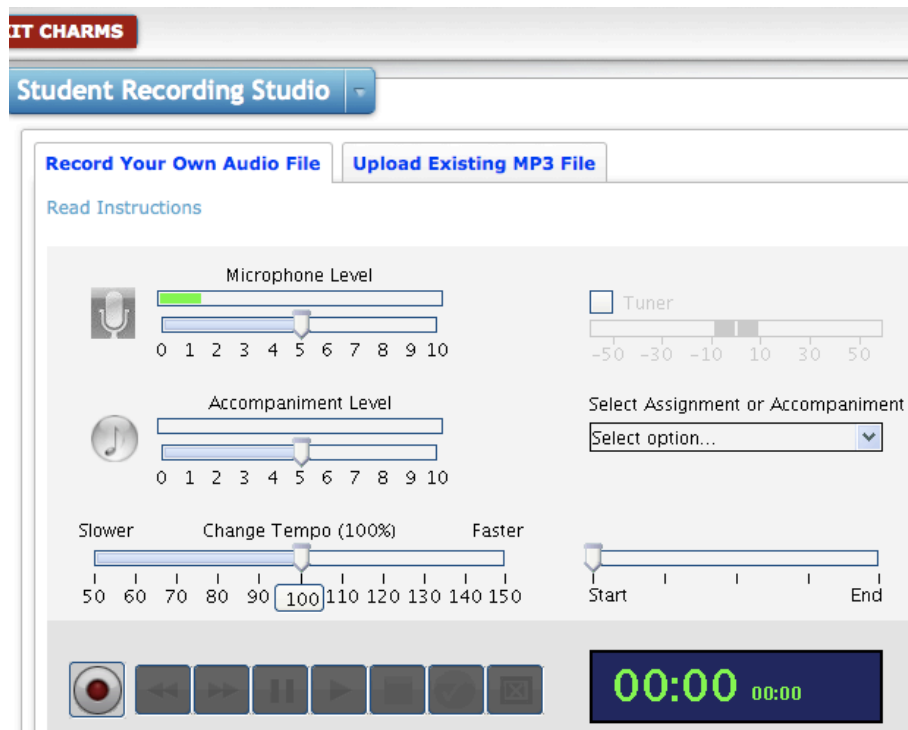 IT CHARMS
Student Recording Studio
Record Your Own Audio File
Upload Existing MP3 File
Read Instructions
Microphone Level
0 1 2 3 4 5 6 7 8 9 10
Tuner
-50 -30 -10 10 30 50
Accompaniment Level
0 1 2 3 4 5 6 7 8 9 10
Select Assignment or Accompaniment
Select option...
Slower Change Tempo (100%) Faster
50 60 70 80 90 100 110 120 130 140 150
Start End
00:00 00:00